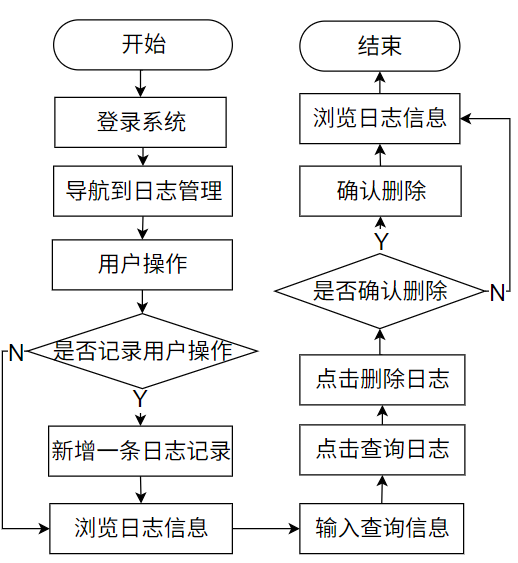 开始
登录系统
导航到日志管理
用户操作
是否记录用户操作
N
Y
新增一条日志记录
浏览日志信息
输入查询信息
点击查询日志
点击删除日志
是否确认删除
N
Y
确认删除
浏览日志信息
结束